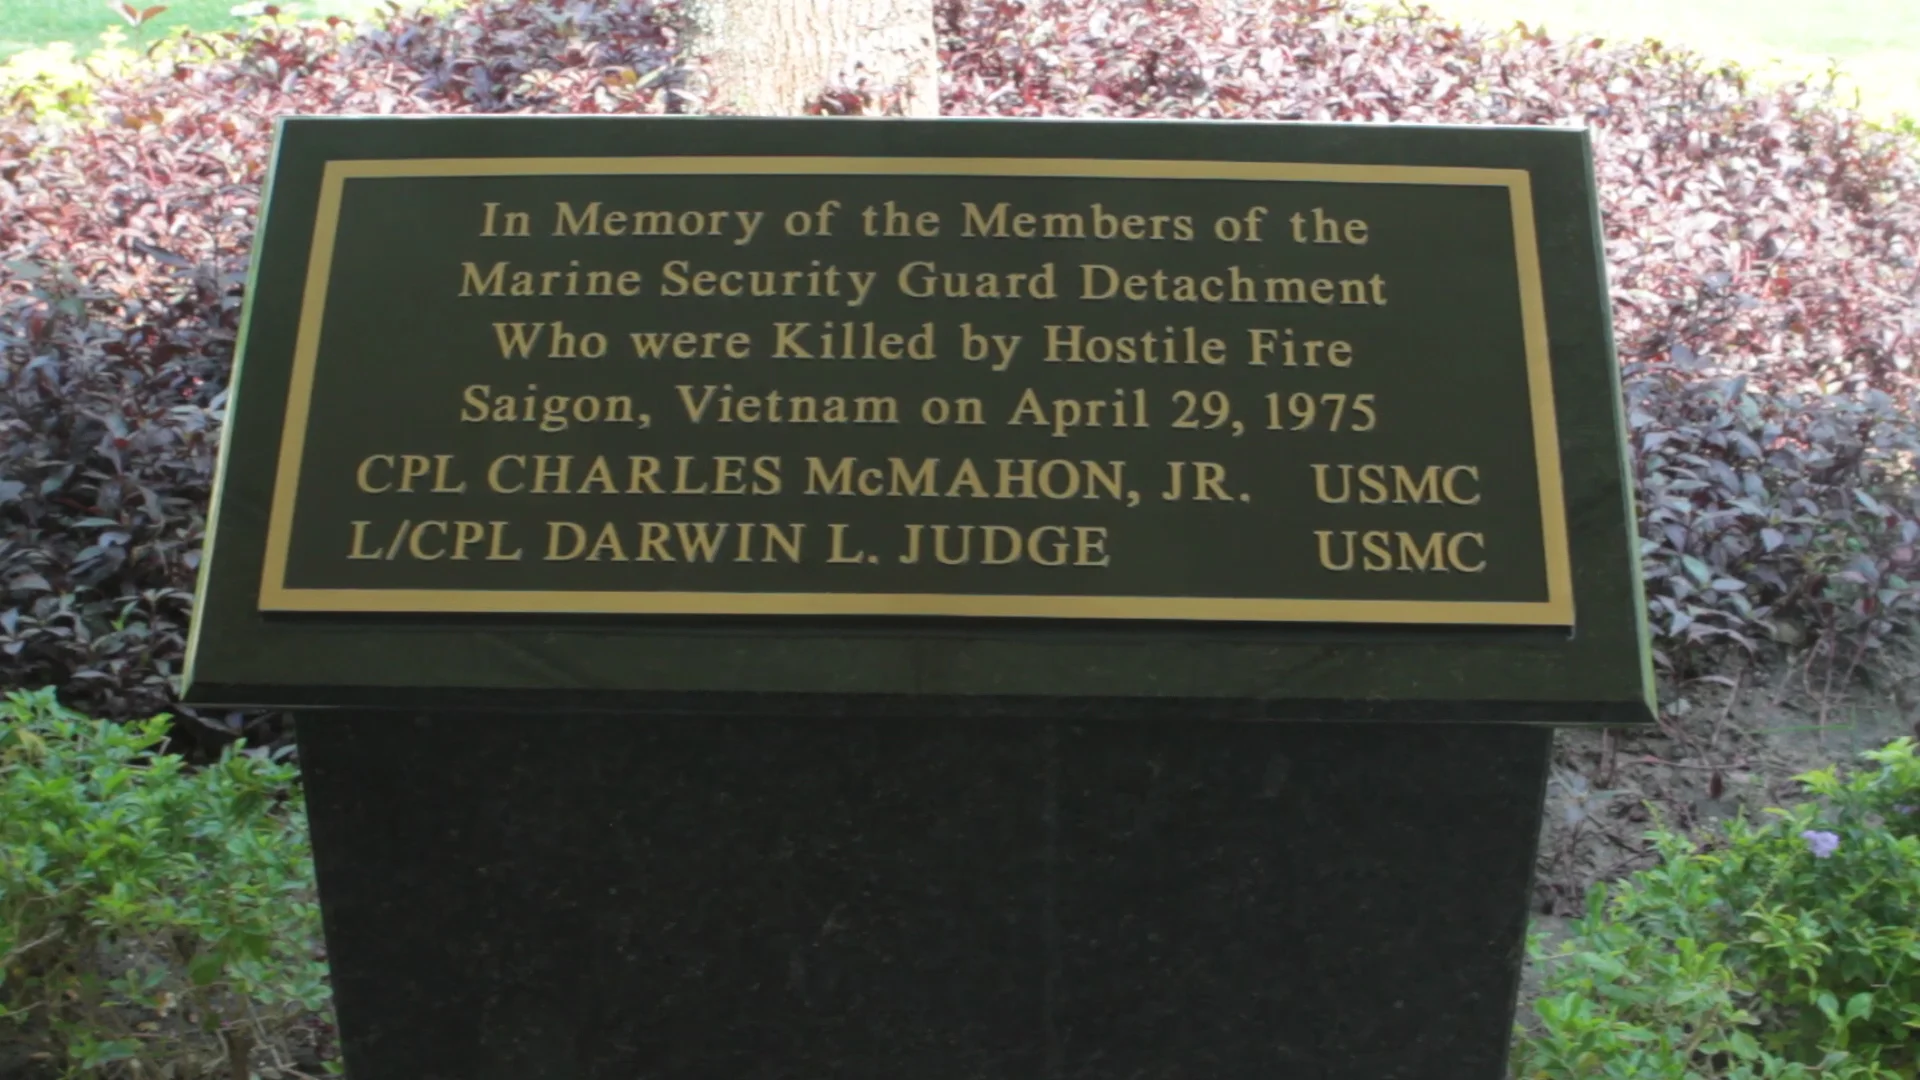 In Memory of the Members of the
Marine Security Guard Detachment
Who were Killed by Hostile Fire
Saigon, Vietnam on April 29, 1975
CPL CHARLES McMAHON, JR. USMC
L/CPL DARWIN L. JUDGE USMC